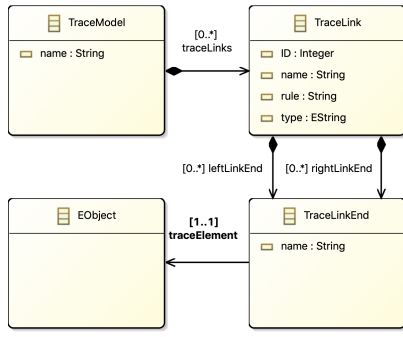 TraceModel
name : String
[0..*]
traceLinks
TraceLink
ID : Integer
name : String
rule : String
type : EString
[0..*] leftLinkEnd
[0..*] rightLinkEnd
EObject
[1..1]
traceElement
TraceLinkEnd
name : String